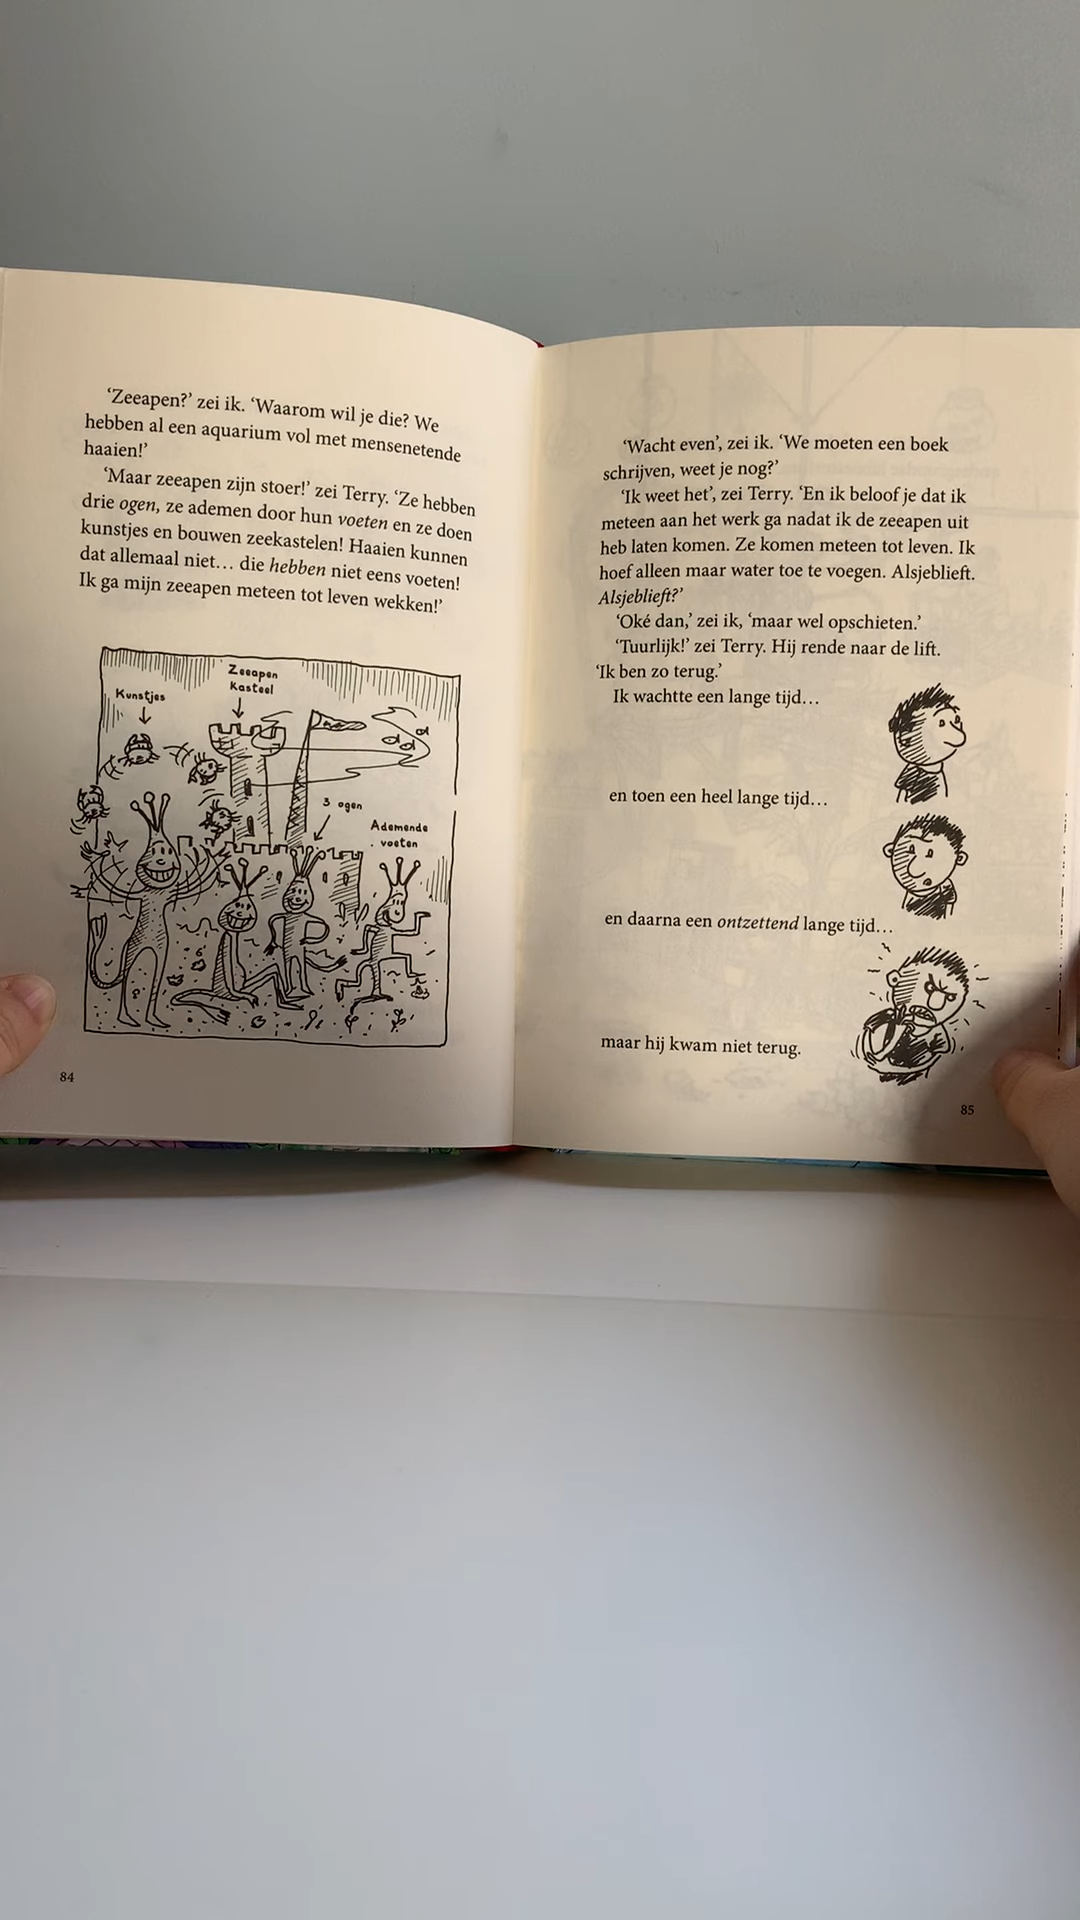 ‘Zeeapen?’ zei ik. ‘Waarom wil je die? We
hebben al een aquarium vol met mensenetende
haaien!’
‘Maar zeeapen zijn stoer!’ zei Terry. ‘Ze hebben
drie ogen, ze ademen door hun voeten en ze doen
kunstjes en bouwen zeekastelen! Haaien kunnen
dat allemaal niet… die hebben niet eens voeten!
Ik ga mijn zeeapen meteen tot leven wekken!’
Zeeapen
Kasteel
Kunstjes
3 ogen
Ademende
voeten
84
‘Wacht even’, zei ik. ‘We moeten een boek
schrijven, weet je nog?’
‘Ik weet het’, zei Terry. ‘En ik beloof je dat ik
meteen aan het werk ga nadat ik de zeeapen uit
heb laten komen. Ze komen meteen tot leven. Ik
hoef alleen maar water toe te voegen. Alsjeblieft.
Alsjeblieft?’
‘Oké dan,’ zei ik, ‘maar wel opschieten.’
‘Tuurlijk!’ zei Terry. Hij rende naar de lift.
‘Ik ben zo terug.’
Ik wachtte een lange tijd…
en toen een heel lange tijd…
en daarna een ontzettend lange tijd…
maar hij kwam niet terug.
85